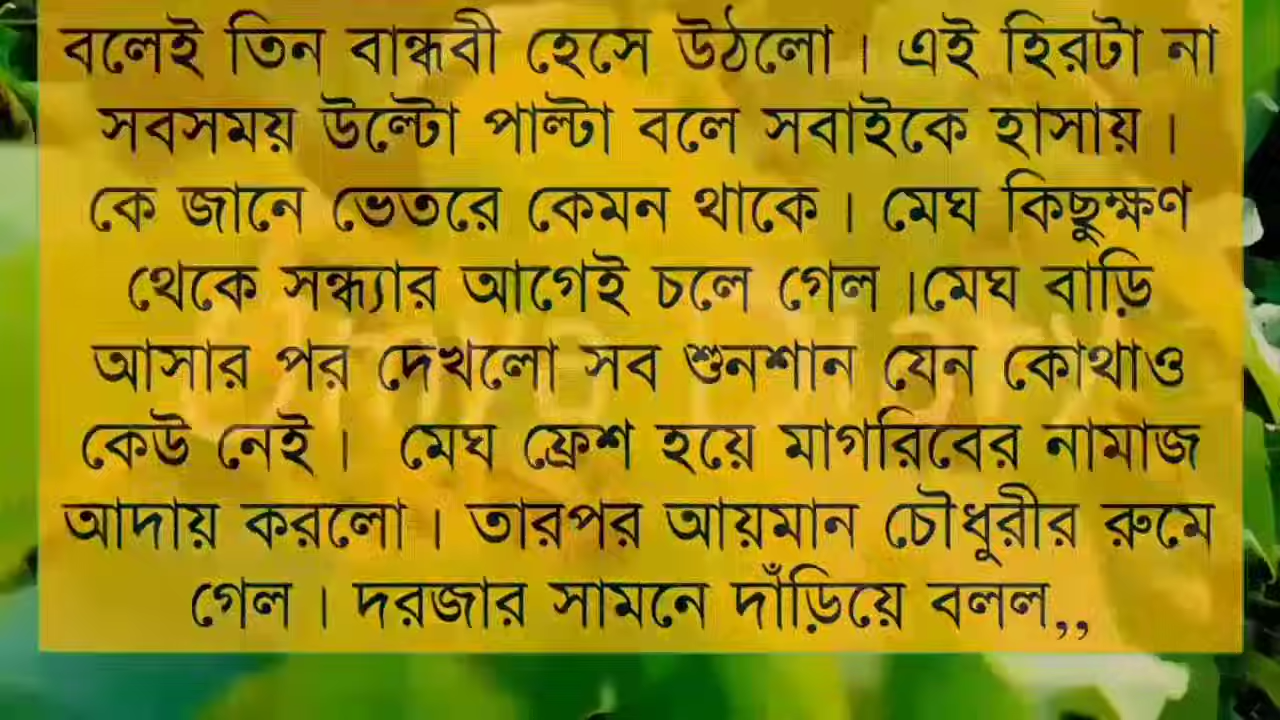 বলেই তিন বান্ধবী হেসে উঠলো । এই হিরটা না
সবসময় উল্টো পাল্টা বলে সবাইকে হাসায় ।
কে জানে ভেতরে কেমন থাকে । মেঘ কিছুক্ষণ
থেকে সন্ধ্যার আগেই চলে গেল ।মেঘ বাড়ি
আসার পর দেখলো সব শুনশান যেন কোথাও
কেউ নেই । মেঘ ফ্রেশ হয়ে মাগরিবের নামাজ
আদায় করলো । তারপর আয়মান চৌধুরীর রুমে
গেল । দরজার সামনে দাঁড়িয়ে বলল,,